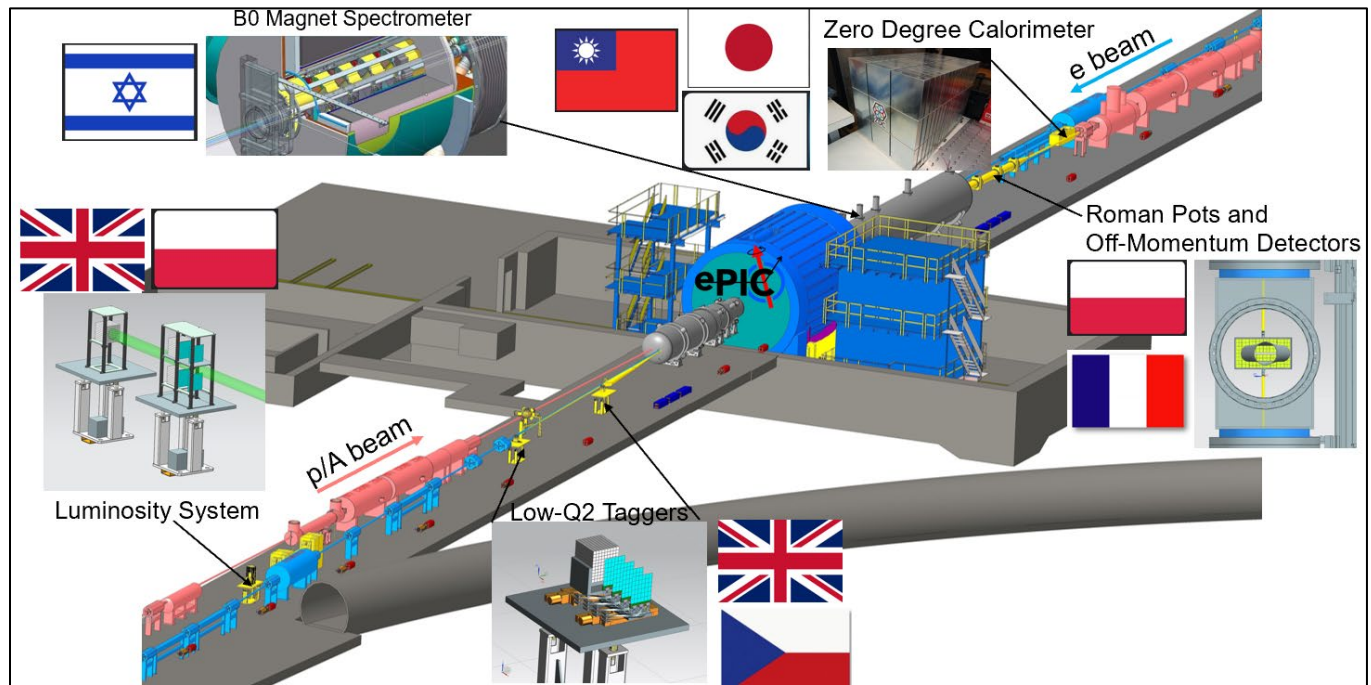 B0 Magnet Spectrometer
Zero Degree Calorimeter
e beam
Roman Pots and
Off-Momentum Detectors
ePIC
p/A beam
Luminosity System
Low-Q2 Taggers